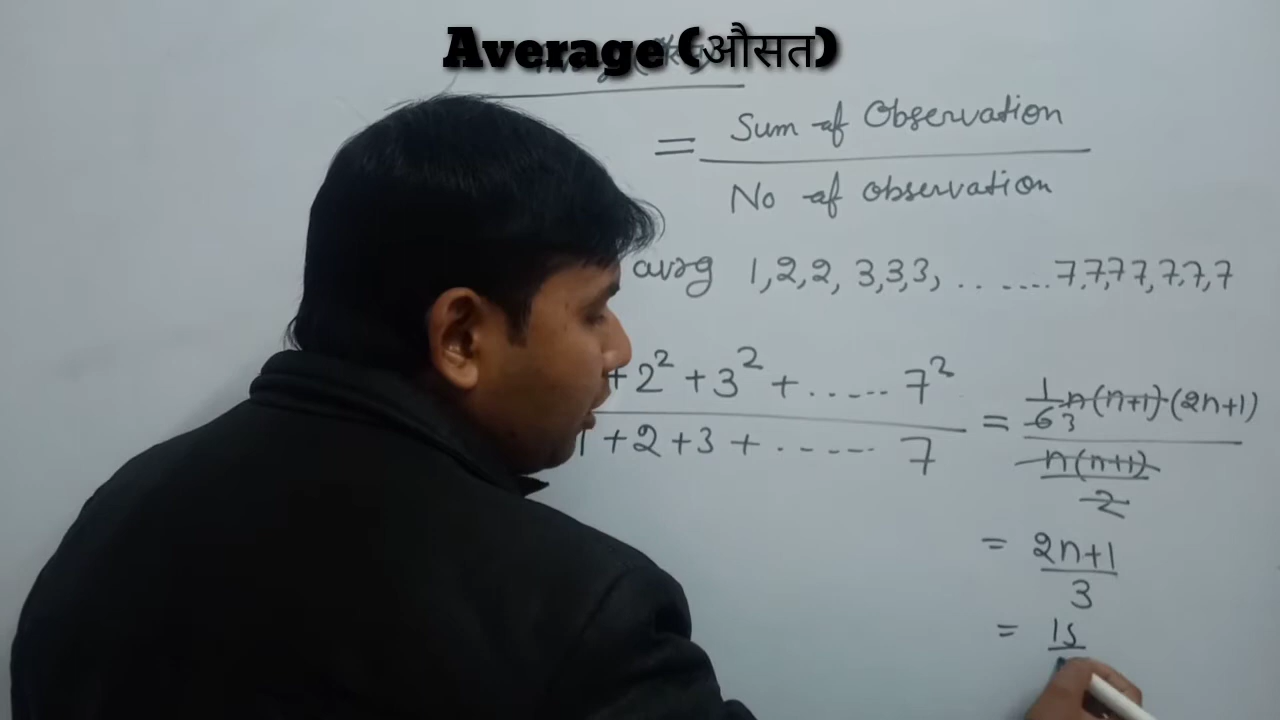 Average (औसत)
= Sum of Observation
No of observation
avrg 1,2,2, 3,3,3, . . ..... 7,7,7 7, 7,7,7
+ 2² + 3² + ...... 7² = 1/6 3 n(n+1) (2n+1)
1 + 2 + 3 + ...... 7 n(n+1)
2
= 2n+1
3
= 15